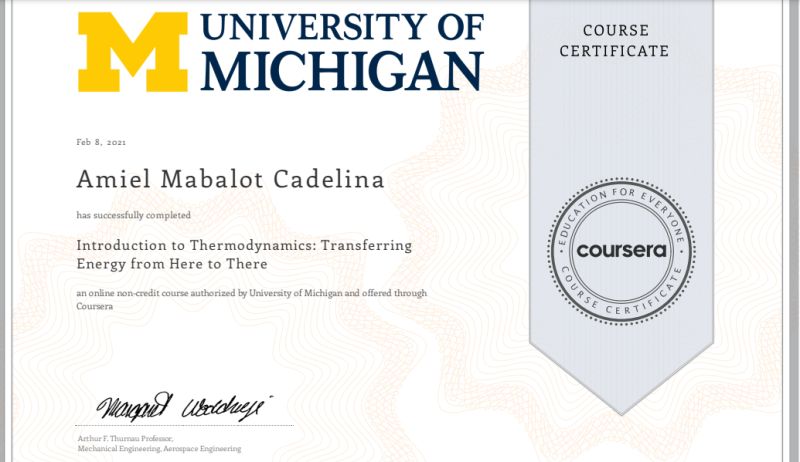 M UNIVERSITY OF
MICHIGAN
COURSE
CERTIFICATE
Feb 8, 2021
Amiel Mabalot Cadelina
has successfully completed
Introduction to Thermodynamics: Transferring
Energy from Here to There
an online non-credit course authorized by University of Michigan and offered through
Coursera
EDUCATION FOR EVERYONE
coursera
COURSE CERTIFICATE
Margaret Wooldridge
Arthur F. Thurnau Professor,
Mechanical Engineering, Aerospace Engineering